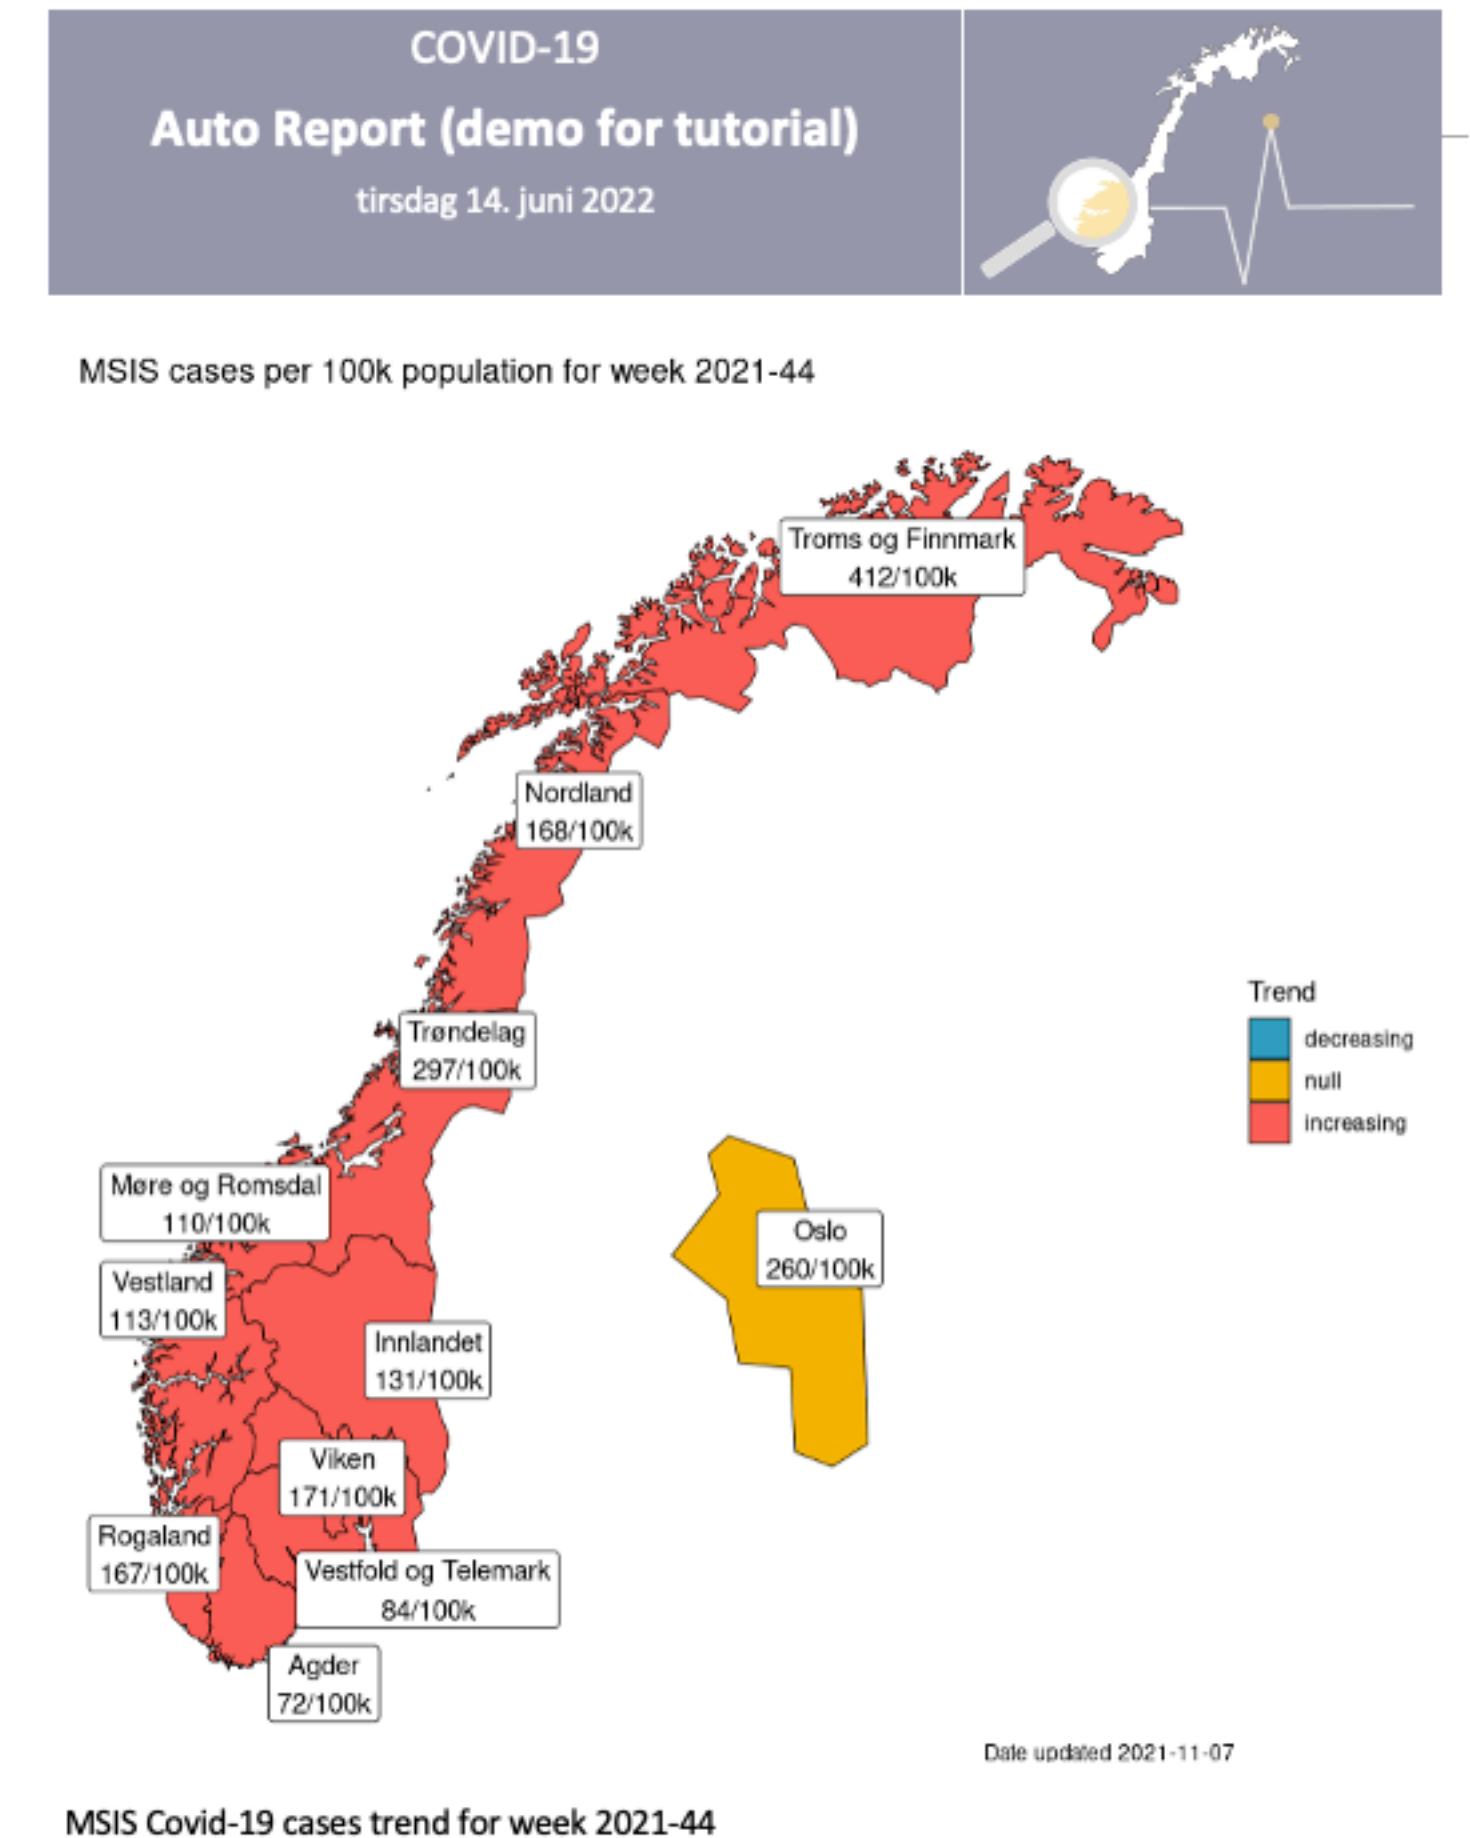 COVID-19
Auto Report (demo for tutorial)
tirsdag 14. juni 2022
MSIS cases per 100k population for week 2021-44
Troms og Finnmark
412/100k
Nordland
168/100k
Trøndelag
297/100k
Møre og Romsdal
110/100k
Vestland
113/100k
Innlandet
131/100k
Viken
171/100k
Rogaland
167/100k
Vestfold og Telemark
84/100k
Agder
72/100k
Oslo
260/100k
Trend
decreasing
null
increasing
Date updated 2021-11-07
MSIS Covid-19 cases trend for week 2021-44